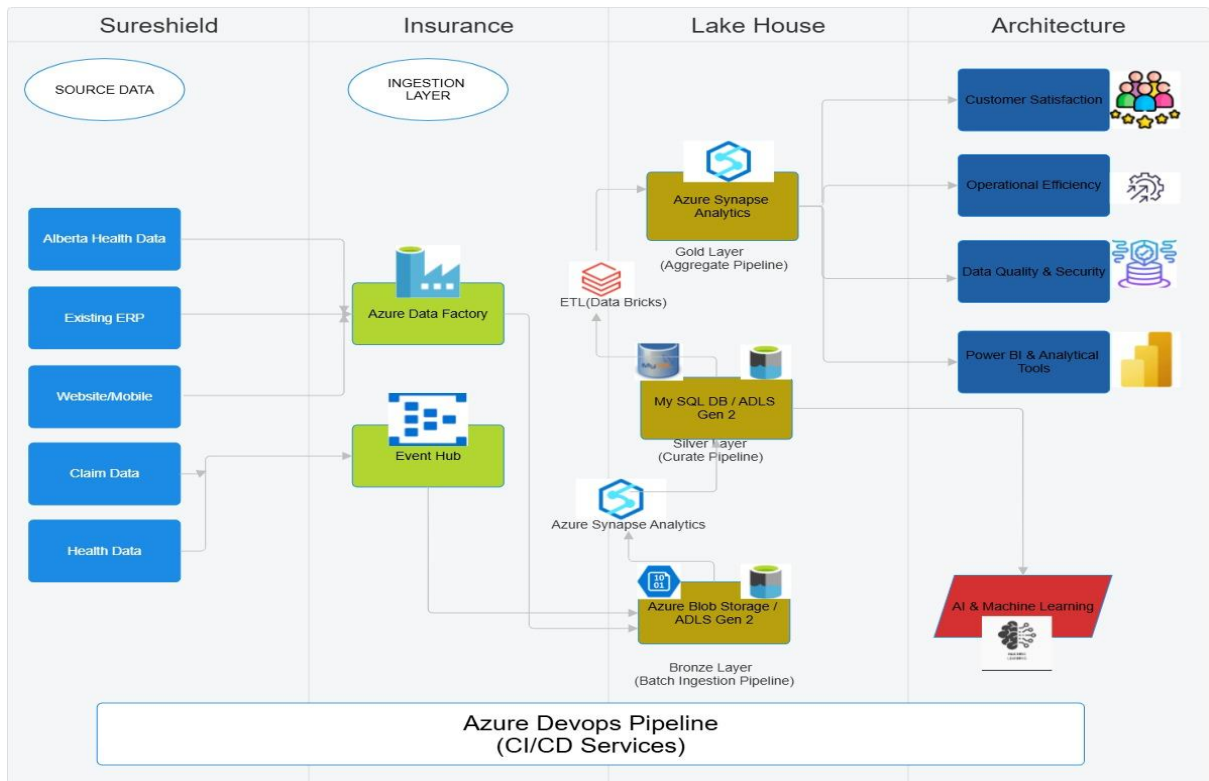 Sureshield
Insurance
Lake House
Architecture
SOURCE DATA
INGESTION
LAYER
Customer Satisfaction
Azure Synapse
Analytics
Operational Efficiency
Gold Layer
(Aggregate Pipeline)
Alberta Health Data
Data Quality & Security
ETL(Data Bricks)
Existing ERP
Azure Data Factory
Power BI & Analytical
Tools
Website/Mobile
My SQL DB / ADLS
Gen 2
Silver Layer
(Curate Pipeline)
Event Hub
Claim Data
Azure Synapse Analytics
Health Data
10
01
Azure Blob Storage /
ADLS Gen 2
AI & Machine Learning
Bronze Layer
(Batch Ingestion Pipeline)
Azure Devops Pipeline
(CI/CD Services)